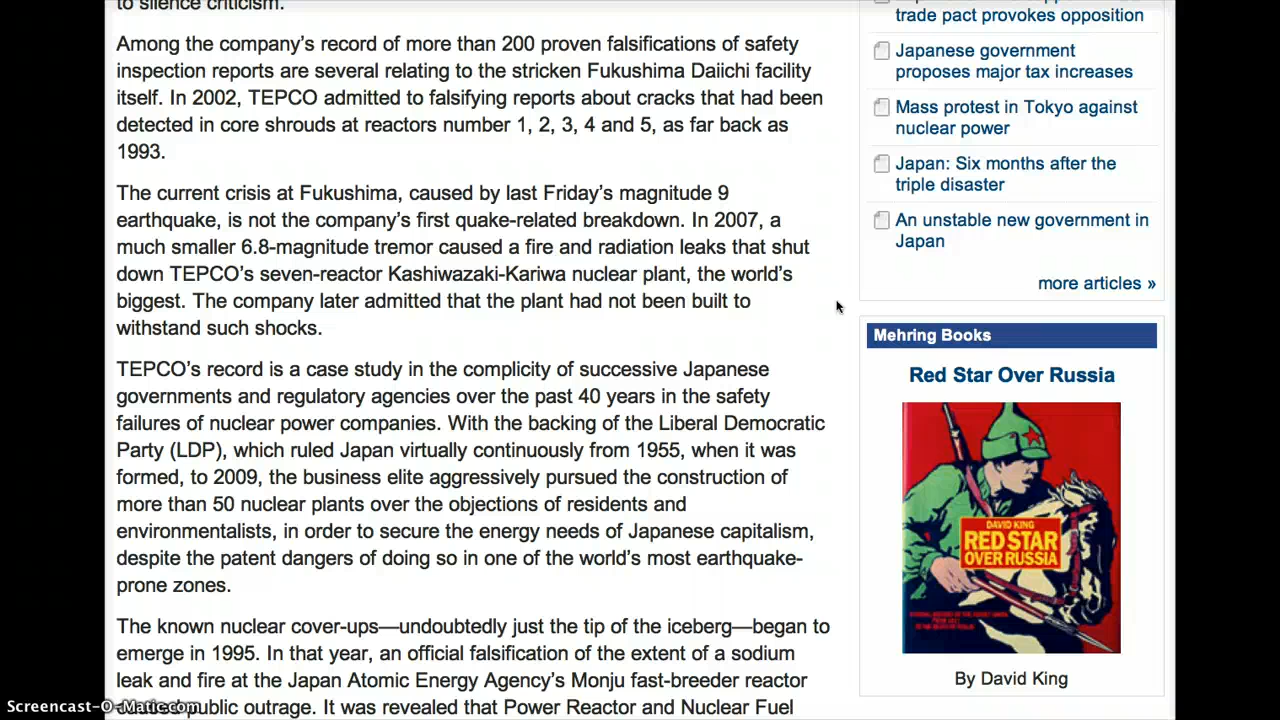 to silence criticism.
Among the company's record of more than 200 proven falsifications of safety
inspection reports are several relating to the stricken Fukushima Daiichi facility
itself. In 2002, TEPCO admitted to falsifying reports about cracks that had been
detected in core shrouds at reactors number 1, 2, 3, 4 and 5, as far back as
1993.
The current crisis at Fukushima, caused by last Friday's magnitude 9
earthquake, is not the company's first quake-related breakdown. In 2007, a
much smaller 6.8-magnitude tremor caused a fire and radiation leaks that shut
down TEPCO's seven-reactor Kashiwazaki-Kariwa nuclear plant, the world's
biggest. The company later admitted that the plant had not been built to
withstand such shocks.
TEPCO's record is a case study in the complicity of successive Japanese
governments and regulatory agencies over the past 40 years in the safety
failures of nuclear power companies. With the backing of the Liberal Democratic
Party (LDP), which ruled Japan virtually continuously from 1955, when it was
formed, to 2009, the business elite aggressively pursued the construction of
more than 50 nuclear plants over the objections of residents and
environmentalists, in order to secure the energy needs of Japanese capitalism,
despite the patent dangers of doing so in one of the world's most earthquake-
prone zones.
The known nuclear cover-ups—undoubtedly just the tip of the iceberg—began to
emerge in 1995. In that year, an official falsification of the extent of a sodium
leak and fire at the Japan Atomic Energy Agency's Monju fast-breeder reactor
public outrage. It was revealed that Power Reactor and Nuclear Fuel
trade pact provokes opposition
Japanese government
proposes major tax increases
Mass protest in Tokyo against
nuclear power
Japan: Six months after the
triple disaster
An unstable new government in
Japan
more articles »
Mehring Books
Red Star Over Russia
DAVID KING
RED STAR
OVER RUSSIA
By David King
Screencast-O-Matic.com